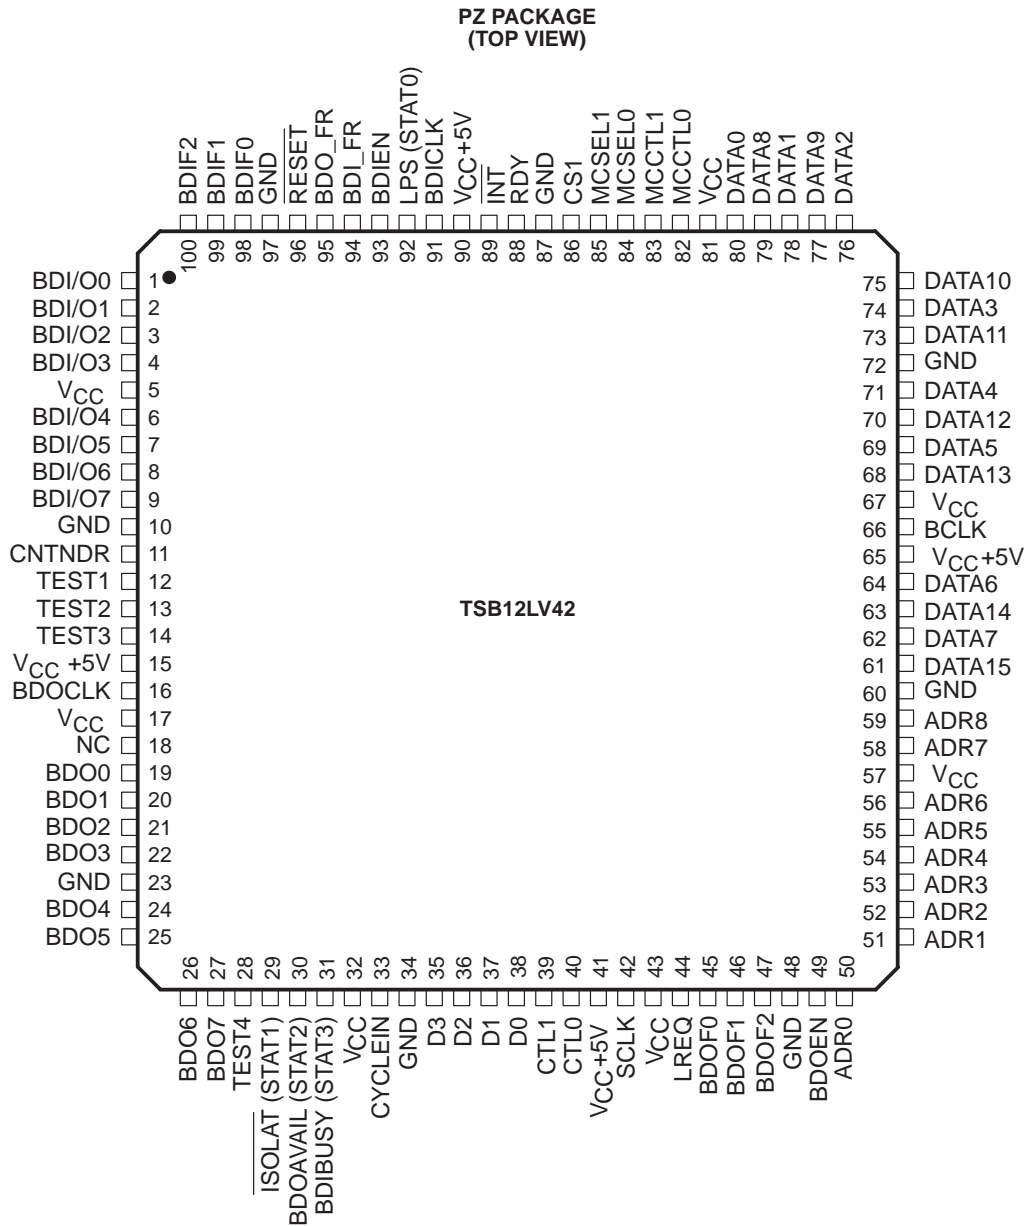 PZ PACKAGE
(TOP VIEW)
BDIF2
BDIF1
BDIF0
GND
RESET
BDO_FR
BDI_FR
BDIEN
LPS (STAT0)
BDICLK
VCC+5V
INT
RDY
GND
CS1
MCSEL1
MCSEL0
MCCTL1
MCCTL0
VCC
DATA0
DATA8
DATA1
DATA9
DATA2
100
99
98
97
96
95
94
93
92
91
90
89
88
87
86
85
84
83
82
81
80
79
78
77
76
BDI/O0 1
BDI/O1 2
BDI/O2 3
BDI/O3 4
VCC 5
BDI/O4 6
BDI/O5 7
BDI/O6 8
BDI/O7 9
GND 10
CNTNDR 11
TEST1 12
TEST2 13
TEST3 14
VCC +5V 15
BDOCLK 16
VCC 17
NC 18
BDO0 19
BDO1 20
BDO2 21
BDO3 22
GND 23
BDO4 24
BDO5 25
TSB12LV42
75 DATA10
74 DATA3
73 DATA11
72 GND
71 DATA4
70 DATA12
69 DATA5
68 DATA13
67 VCC
66 BCLK
65 VCC+5V
64 DATA6
63 DATA14
62 DATA7
61 DATA15
60 GND
59 ADR8
58 ADR7
57 VCC
56 ADR6
55 ADR5
54 ADR4
53 ADR3
52 ADR2
51 ADR1
26
27
28
29
30
31
32
33
34
35
36
37
38
39
40
41
42
43
44
45
46
47
48
49
50
BDO6
BDO7
TEST4
ISOLAT (STAT1)
BDOAVAIL (STAT2)
BDIBUSY (STAT3)
VCC
CYCLEIN
GND
D3
D2
D1
D0
CTL1
CTL0
VCC+5V
SCLK
VCC
LREQ
BDOF0
BDOF1
BDOF2
GND
BDOEN
ADR0